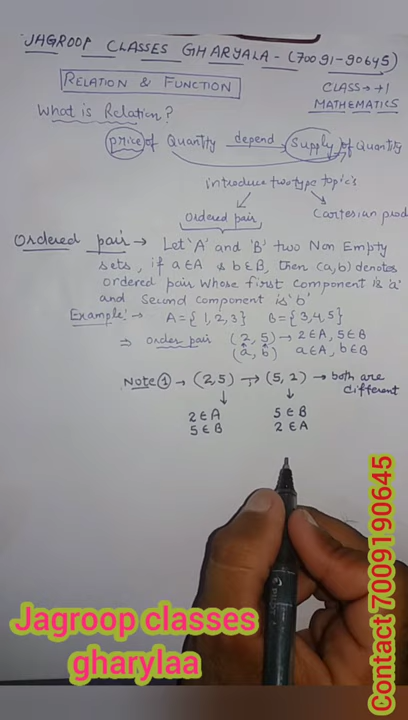 JAGROOP CLASSES GHARYALA - (70091-90645)
RELATION & FUNCTION
CLASS → +1
MATHEMATICS
What is Relation?
price of Quantity depend Supply of Quantity
introduce two type topics
Ordered pair
Cartesian prod
Ordered pair → Let 'A' and 'B' two Non Empty
sets, if a∈A & b∈B, then (a,b) denotes
ordered pair whose first component is 'a'
and second component is 'b'
Example:- A={1,2,3} B={3,4,5}
⇒ order pair (2,5) → 2∈A, 5∈B
(a,b) a∈A, b∈B
Note ① → (2,5) → (5,2) → both are
different
2∈A
5∈B
5∈B
2∈A
Jagroop classes
gharylaa
Contact 7009190645